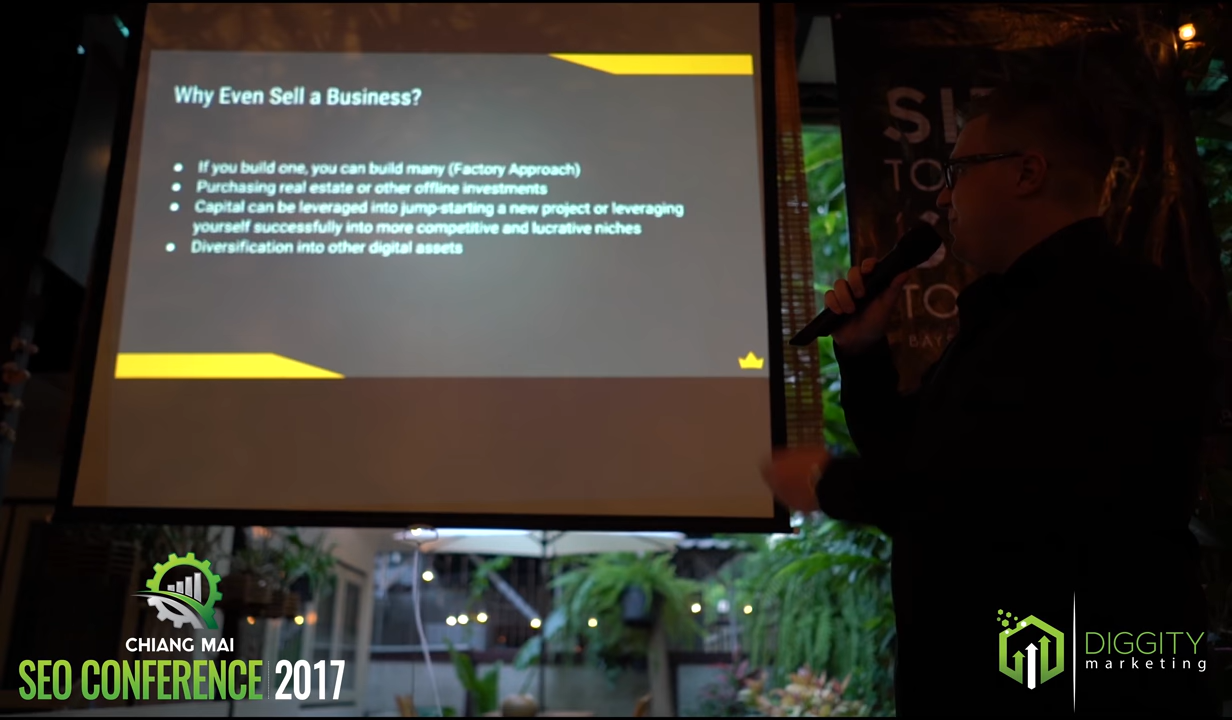 Why Even Sell a Business?
● If you build one, you can build many (Factory Approach)
● Purchasing real estate or other offline investments
● Capital can be leveraged into jump-starting a new project or leveraging
yourself successfully into more competitive and lucrative niches
● Diversification into other digital assets
CHIANG MAI
SEO CONFERENCE 2017
DIGGITY
marketing